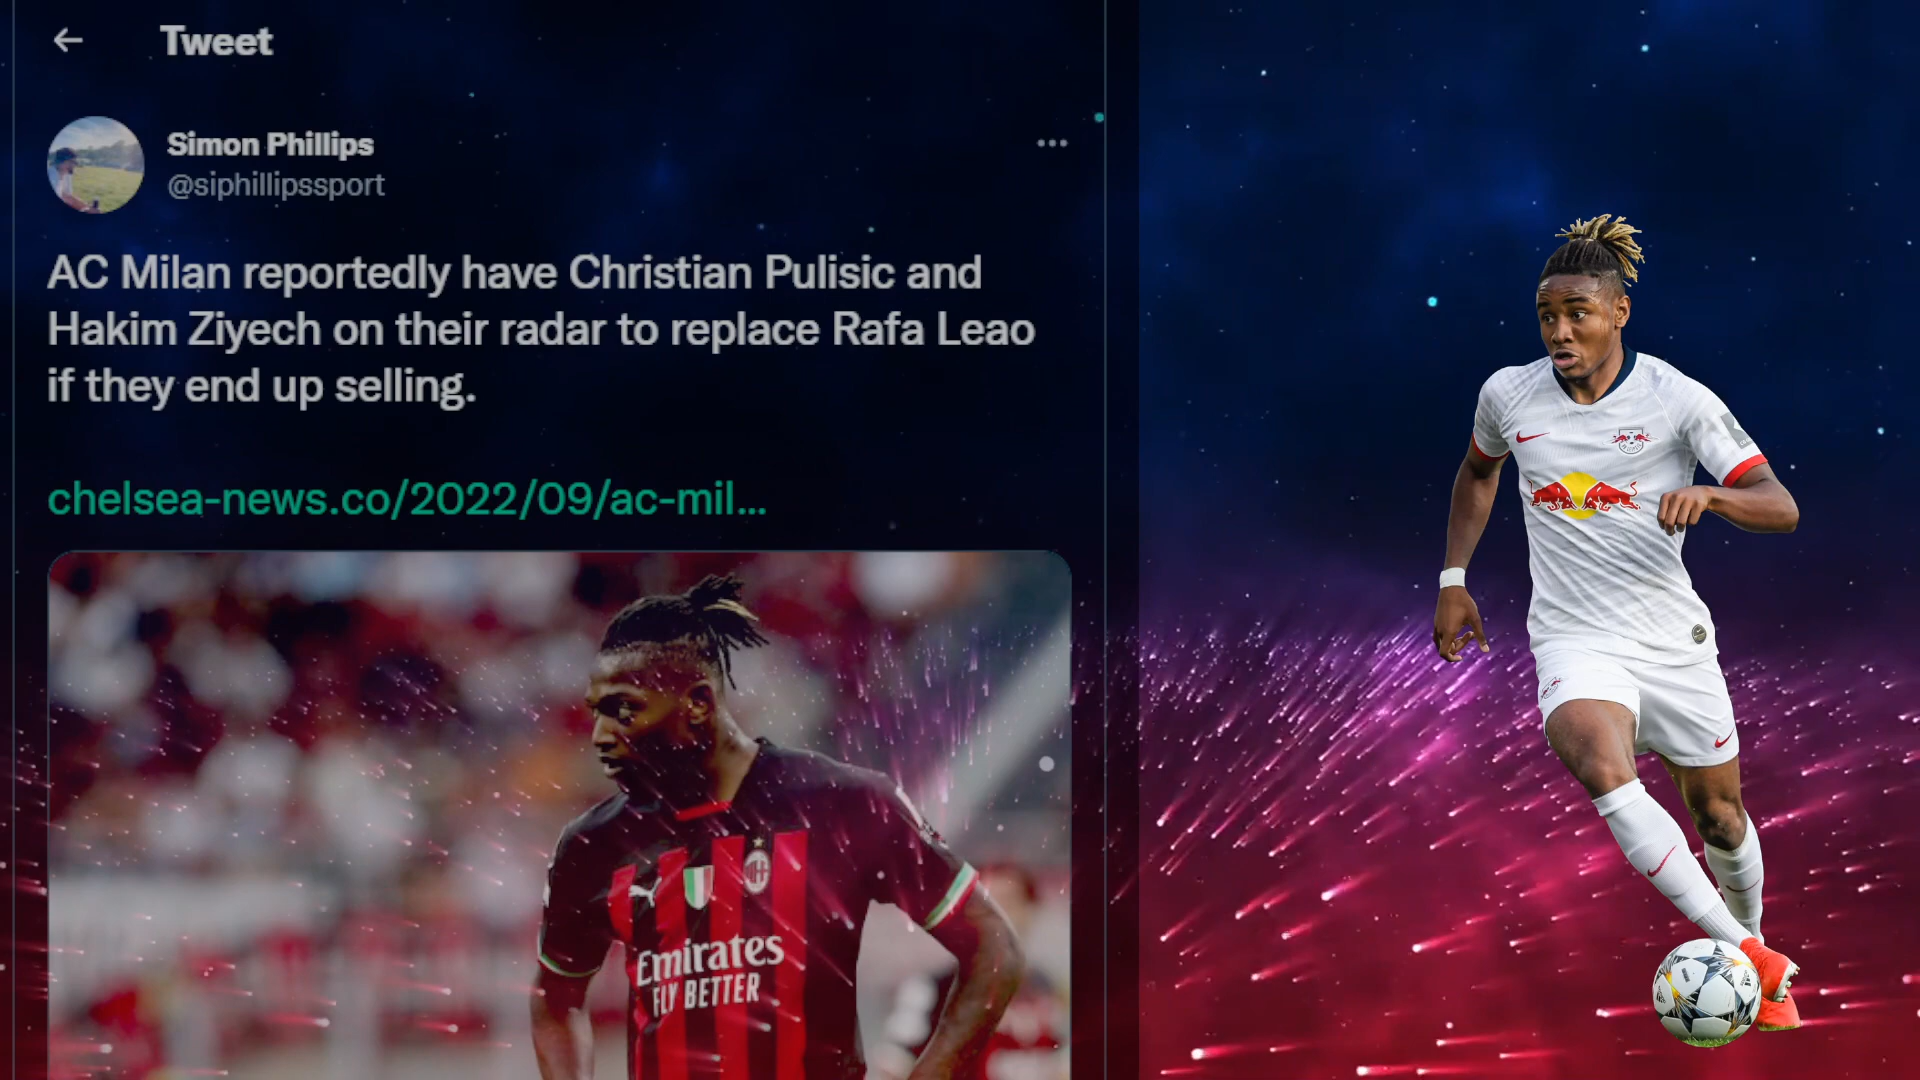 Tweet
Simon Phillips
@siphillipssport
AC Milan reportedly have Christian Pulisic and
Hakim Ziyech on their radar to replace Rafa Leao
if they end up selling.
chelsea-news.co/2022/09/ac-mil...
Emirates
FLY BETTER